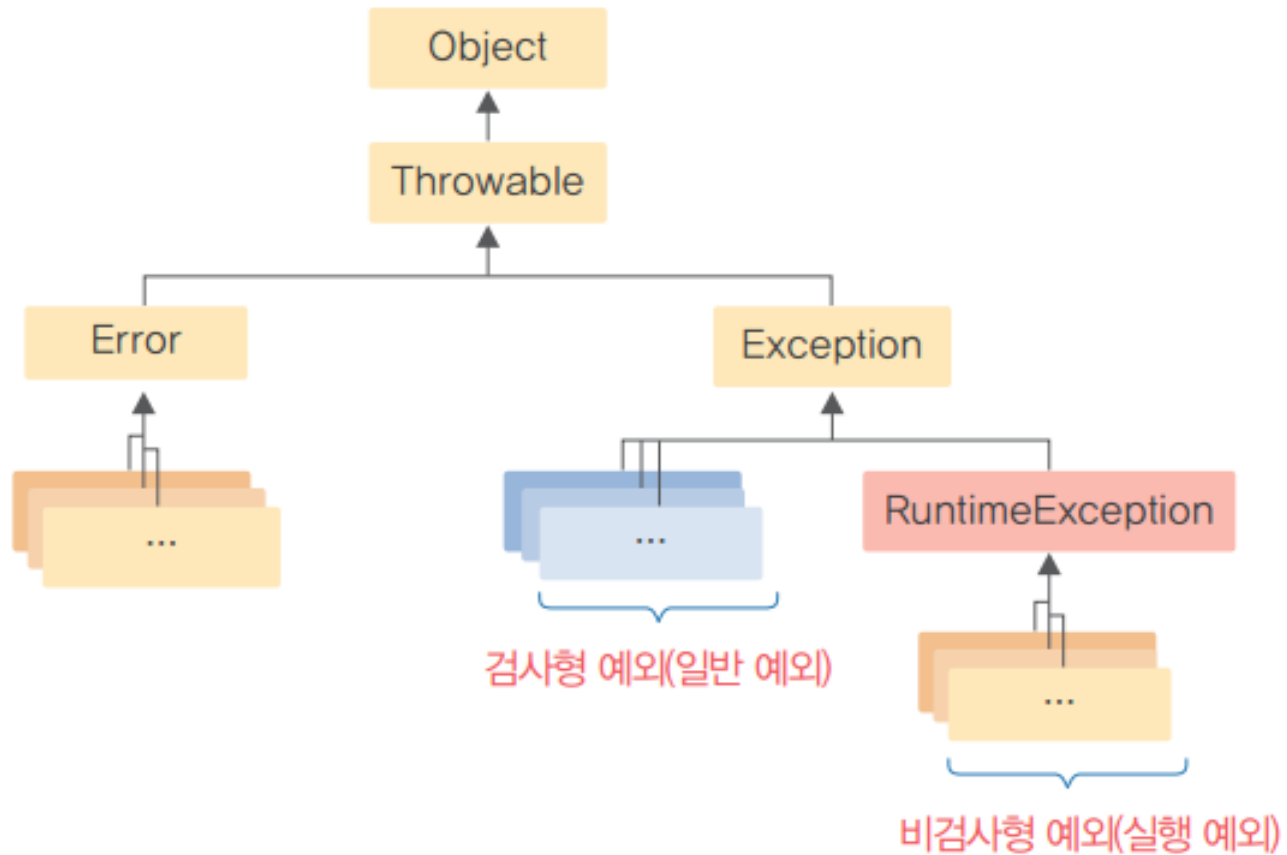 Object
Throwable
Error
Exception
...
...
RuntimeException
검사형 예외(일반 예외)
...
비검사형 예외(실행 예외)